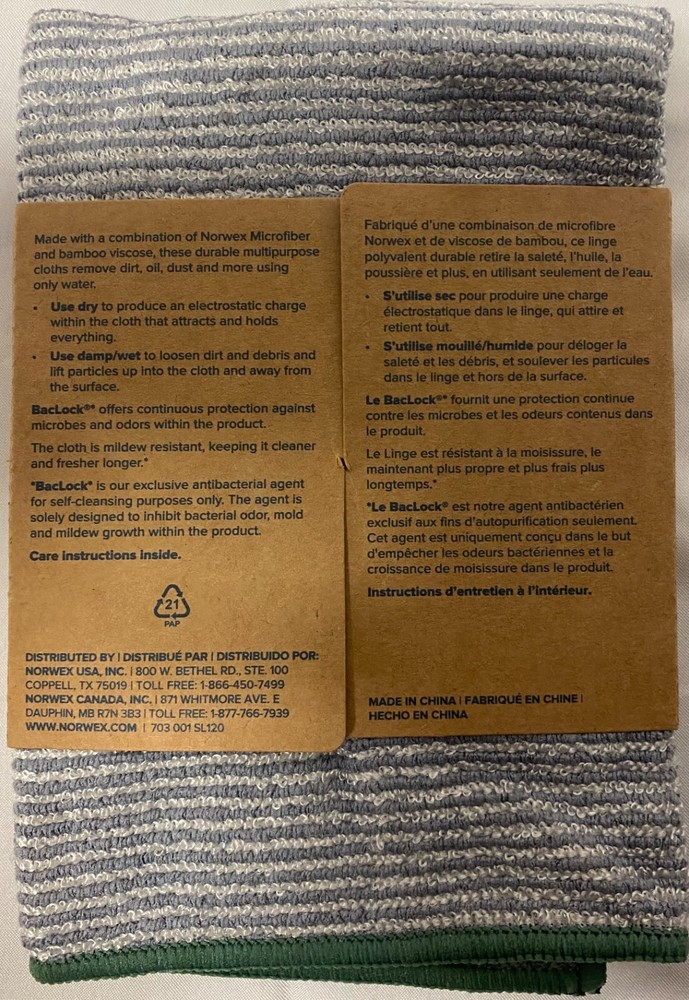 Made with a combination of Norwex Microfiber
and bamboo viscose, these durable multipurpose
cloths remove dirt, oil, dust and more using
only water.
• Use dry to produce an electrostatic charge
within the cloth that attracts and holds
everything.
• Use damp/wet to loosen dirt and debris and
lift particles up into the cloth and away from
the surface.
BacLock®* offers continuous protection against
microbes and odors within the product.
The cloth is mildew resistant, keeping it cleaner
and fresher longer.*
*BacLock® is our exclusive antibacterial agent
for self-cleansing purposes only. The agent is
solely designed to inhibit bacterial odor, mold
and mildew growth within the product.
Care instructions inside.
21
PAP
DISTRIBUTED BY | DISTRIBUÉ PAR | DISTRIBUIDO POR:
NORWEX USA, INC. | 800 W. BETHEL RD., STE. 100
COPPELL, TX 75019 | TOLL FREE: 1-866-450-7499
NORWEX CANADA, INC. | 871 WHITMORE AVE. E
DAUPHIN, MB R7N 3B3 | TOLL FREE: 1-877-766-7939
WWW.NORWEX.COM | 703 001 SL120
Fabriqué d'une combinaison de microfibre
Norwex et de viscose de bambou, ce linge
polyvalent durable retire la saleté, l'huile, la
poussière et plus, en utilisant seulement de l'eau.
• S'utilise sec pour produire une charge
électrostatique dans le linge, qui attire et
retient tout.
• S'utilise mouillé/humide pour déloger la
saleté et les débris, et soulever les particules
dans le linge et hors de la surface.
Le BacLock®* fournit une protection continue
contre les microbes et les odeurs contenus dans
le produit.
Le Linge est résistant à la moisissure, le
maintenant plus propre et plus frais plus
longtemps.*
*Le BacLock® est notre agent antibactérien
exclusif aux fins d'autopurification seulement.
Cet agent est uniquement conçu dans le but
d'empêcher les odeurs bactériennes et la
croissance de moisissure dans le produit.
Instructions d'entretien à l'intérieur.
MADE IN CHINA | FABRIQUÉ EN CHINE |
HECHO EN CHINA